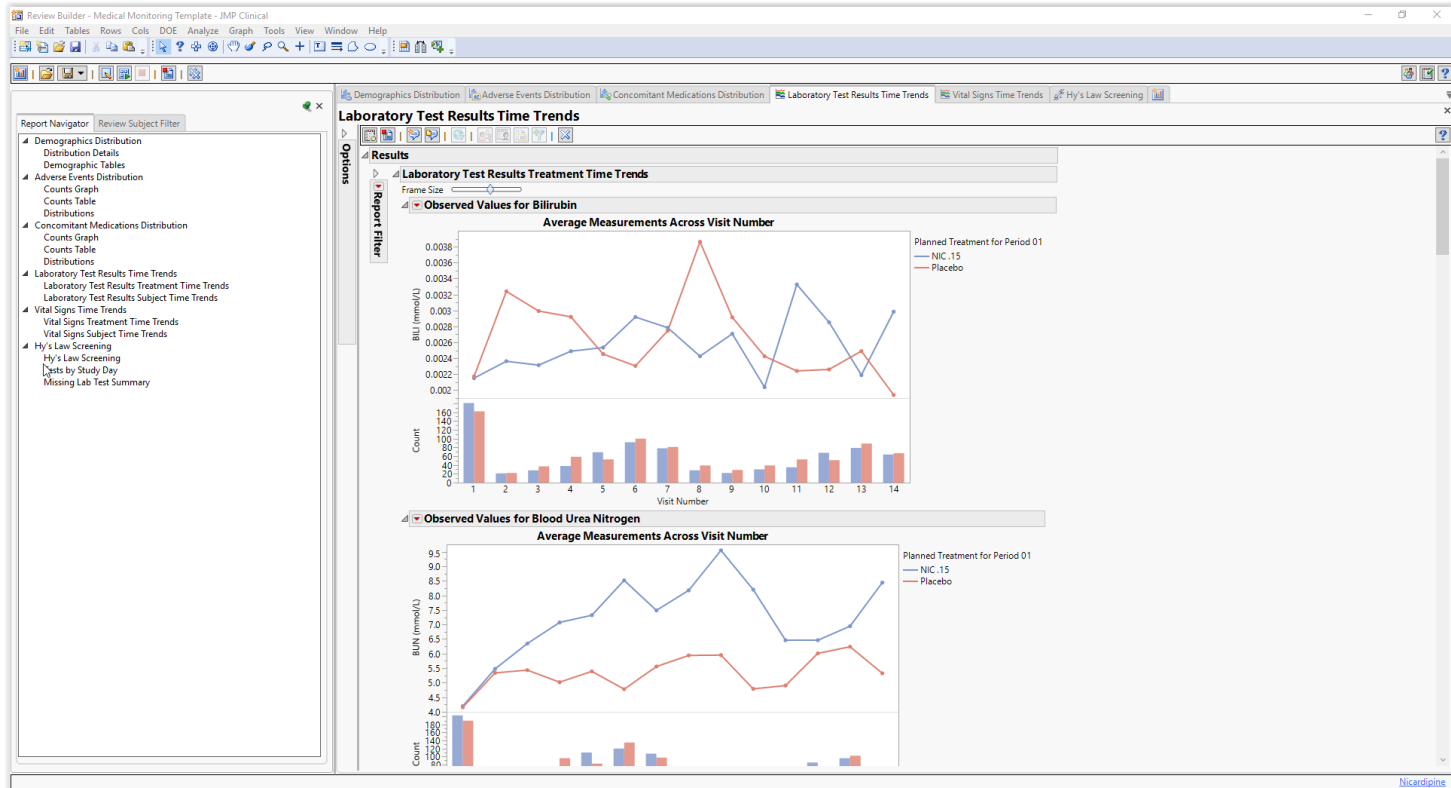 Review Builder - Medical Monitoring Template - JMP Clinical
File Edit Tables Rows Cols DOE Analyze Graph Tools View Window Help
Report Navigator Review Subject Filter
Demographics Distribution
Distribution Details
Demographic Tables
Adverse Events Distribution
Counts Graph
Counts Table
Distributions
Concomitant Medications Distribution
Counts Graph
Counts Table
Distributions
Laboratory Test Results Time Trends
Laboratory Test Results Treatment Time Trends
Laboratory Test Results Subject Time Trends
Vital Signs Time Trends
Vital Signs Treatment Time Trends
Vital Signs Subject Time Trends
Hy's Law Screening
Hy's Law Screening
Tests by Study Day
Missing Lab Test Summary
Demographics Distribution Adverse Events Distribution Concomitant Medications Distribution Laboratory Test Results Time Trends Vital Signs Time Trends Hy's Law Screening
Laboratory Test Results Time Trends
Options
Results
Report Filter
Laboratory Test Results Treatment Time Trends
Frame Size
Observed Values for Bilirubin
Average Measurements Across Visit Number
BILI (mmol/L)
0.0038
0.0036
0.0034
0.0032
0.003
0.0028
0.0026
0.0024
0.0022
0.002
Count
160
140
120
100
80
60
40
20
0
1 2 3 4 5 6 7 8 9 10 11 12 13 14
Visit Number
Planned Treatment for Period 01
NIC .15
Placebo
Observed Values for Blood Urea Nitrogen
Average Measurements Across Visit Number
BUN (mmol/L)
9.5
9.0
8.5
8.0
7.5
7.0
6.5
6.0
5.5
5.0
4.5
4.0
Count
180
160
140
120
100
80
Planned Treatment for Period 01
NIC .15
Placebo
Nicardipine